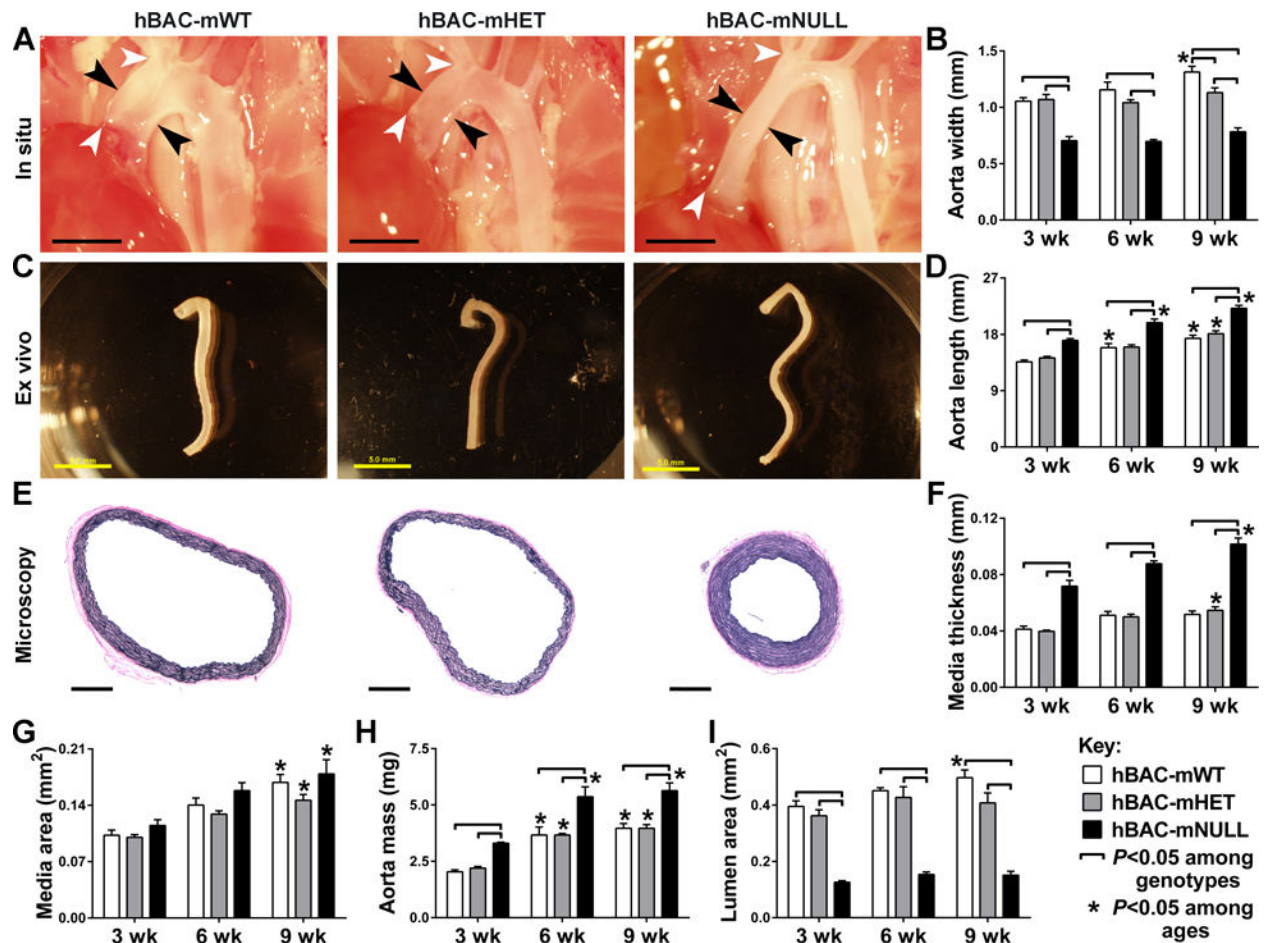 hBAC-mWT
hBAC-mHET
hBAC-mNULL
A
In situ
B
Aorta width (mm)
1.5
1.0
0.5
0.0
*
3 wk
6 wk
9 wk
C
Ex vivo
5.0 mm
5.0 mm
5.0 mm
D
Aorta length (mm)
27
18
9
0
*
*
*
*
*
3 wk
6 wk
9 wk
E
Microscopy
F
Media thickness (mm)
0.12
0.08
0.04
0.00
*
*
3 wk
6 wk
9 wk
G
Media area (mm²)
0.21
0.14
0.07
0.00
*
*
*
3 wk
6 wk
9 wk
H
Aorta mass (mg)
7.5
5.0
2.5
0.0
*
*
*
*
*
*
3 wk
6 wk
9 wk
I
Lumen area (mm²)
0.6
0.4
0.2
0.0
*
3 wk
6 wk
9 wk
Key:
hBAC-mWT
hBAC-mHET
hBAC-mNULL
P<0.05 among
genotypes
* P<0.05 among
ages